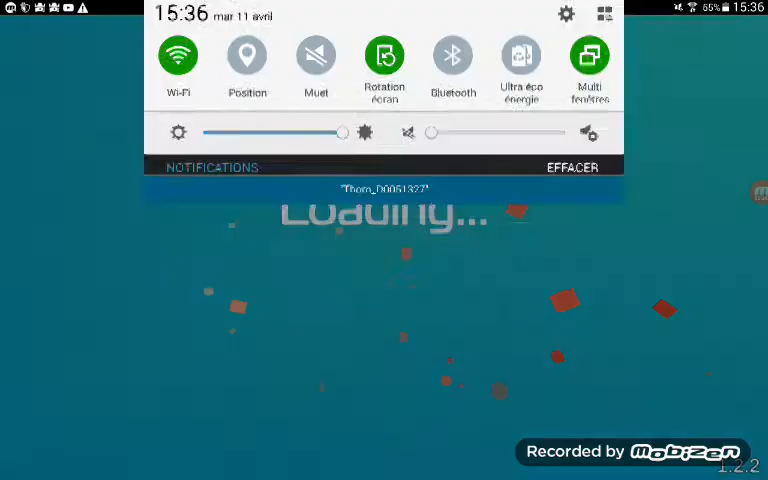 65% 15:36
15:36 mar 11 avril
Wi-Fi
Position
Muet
Rotation
écran
Bluetooth
Ultra éco
énergie
Multi
fenêtres
NOTIFICATIONS
EFFACER
"Thom_D0051327"
Loading...
Recorded by mobizen
1.2.2